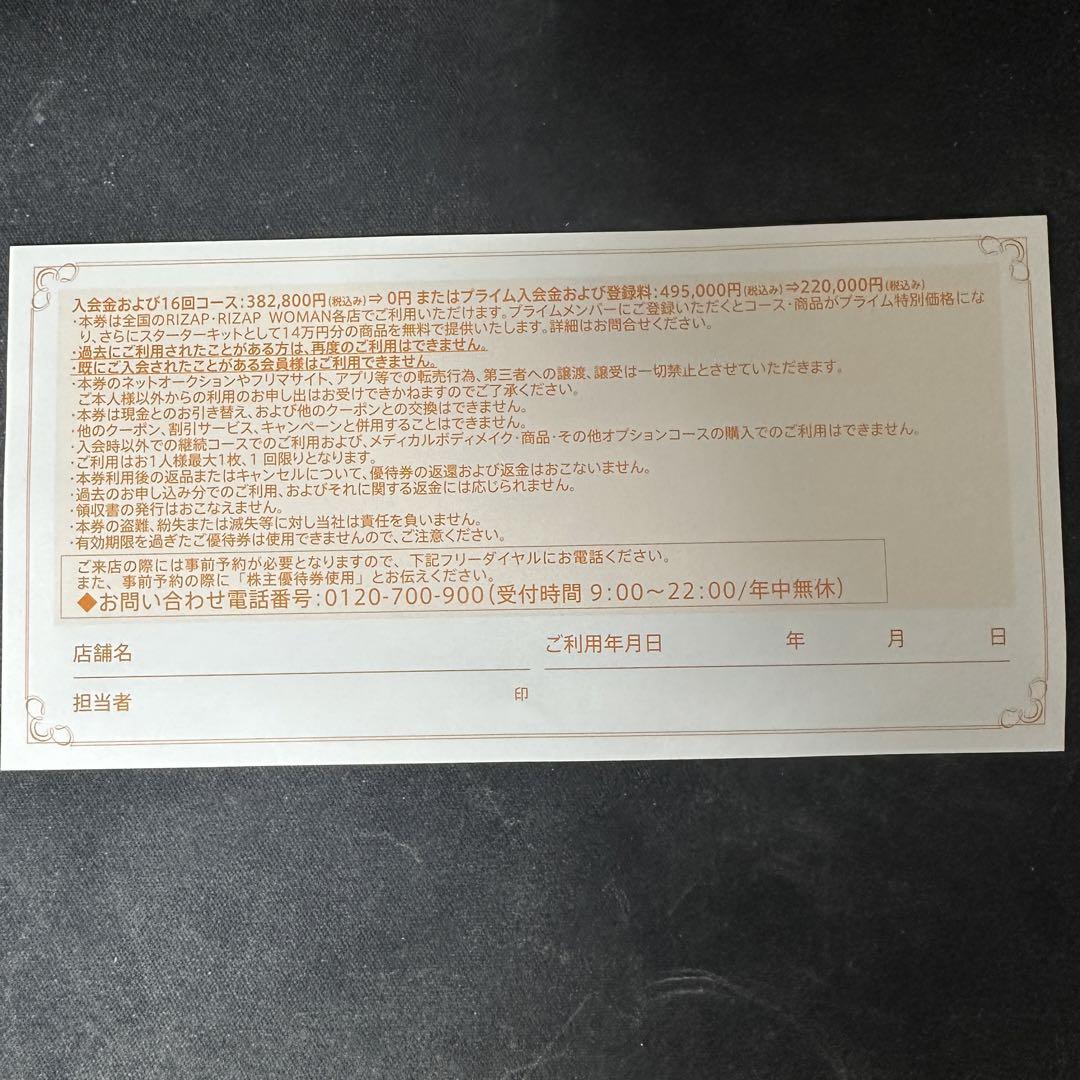 入会金および16回コース:382,800円(税込み)⇒ 0円 またはプライム入会金および登録料:495,000円(税込み)⇒220,000円(税込み)
・本券は全国のRIZAP・RIZAP WOMAN各店でご利用いただけます。プライムメンバーにご登録いただくとコース・商品がプライム特別価格にな
り、さらにスターターキットとして14万円分の商品を無料で提供いたします。詳細はお問合せください。
・過去にご利用されたことがある方は、再度のご利用はできません。
・既にご入会されたことがある会員様はご利用できません。
・本券のネットオークションやフリマサイト、アプリ等での転売行為、第三者への譲渡、譲受は一切禁止とさせていただきます。
ご本人様以外からの利用のお申し出はお受けできかねますのでご了承ください。
・本券は現金とのお引き替え、および他のクーポンとの交換はできません。
・他のクーポン、割引サービス、キャンペーンと併用することはできません。
・入会時以外での継続コースでのご利用および、メディカルボディメイク・商品・その他オプションコースの購入でのご利用はできません。
・ご利用はお1人様最大1枚、1回限りとなります。
・本券利用後の返品またはキャンセルについて、優待券の返還および返金はおこないません。
・過去のお申し込み分でのご利用、およびそれに関する返金には応じられません。
・領収書の発行はおこなえません。
・本券の盗難、紛失または滅失等に対し当社は責任を負いません。
・有効期限を過ぎたご優待券は使用できませんので、ご注意ください。
ご来店の際には事前予約が必要となりますので、下記フリーダイヤルにお電話ください。
また、事前予約の際に「株主優待券使用」とお伝えください。
◆お問い合わせ電話番号:0120-700-900(受付時間 9:00〜22:00/年中無休)
店舗名 ご利用年月日 年 月 日
担当者 印